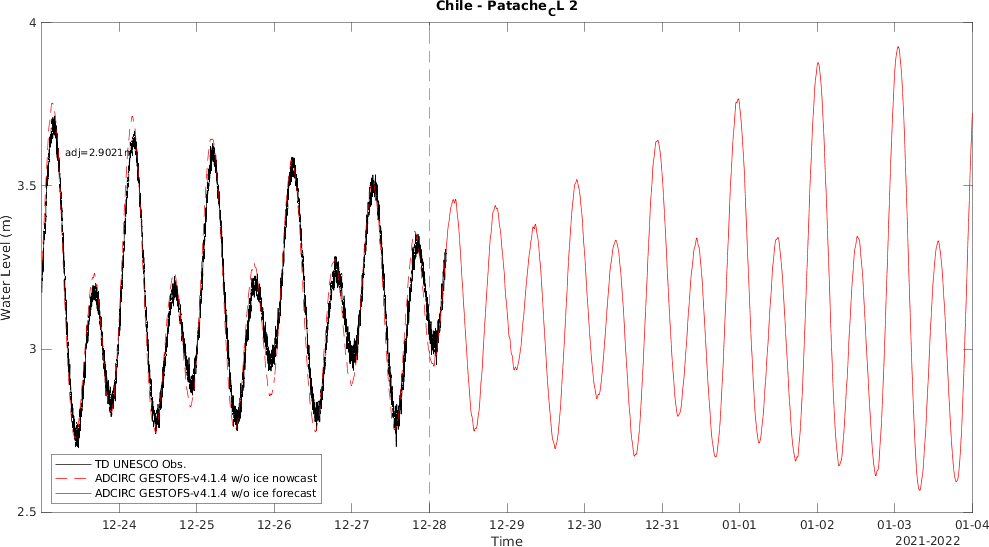 Chile - Patache_CL 2
4
3.5
3
2.5
Water Level (m)
adj=2.9021m
TD UNESCO Obs.
ADCIRC GESTOFS-v4.1.4 w/o ice nowcast
ADCIRC GESTOFS-v4.1.4 w/o ice forecast
12-24 12-25 12-26 12-27 12-28 12-29 12-30 12-31 01-01 01-02 01-03 01-04
Time
2021-2022